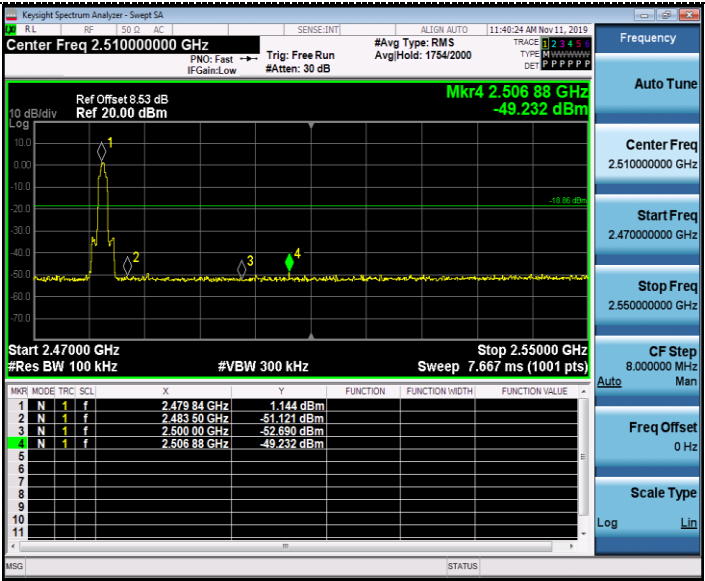 Keysight Spectrum Analyzer - Swept SA
RL RF 50 Ω AC SENSE:INT ALIGN AUTO 11:40:24 AM Nov 11, 2019
Center Freq 2.510000000 GHz
PNO: Fast
IFGain:Low
Trig: Free Run
#Atten: 30 dB
#Avg Type: RMS
Avg|Hold: 1754/2000
TRACE 1 2 3 4 5 6
TYPE M W W W W W
DET P P P P P P
Ref Offset 8.53 dB
Ref 20.00 dBm
10 dB/div
Log
Mkr4 2.506 88 GHz
-49.232 dBm
10.0
0.00
-10.0
-20.0
-30.0
-40.0
-50.0
-60.0
-70.0
-18.86 dBm
1
2
3
4
Start 2.47000 GHz Stop 2.55000 GHz
#Res BW 100 kHz #VBW 300 kHz Sweep 7.667 ms (1001 pts)
MKR MODE TRC SCL X Y FUNCTION FUNCTION WIDTH FUNCTION VALUE
1 N 1 f 2.479 84 GHz 1.144 dBm
2 N 1 f 2.483 50 GHz -51.121 dBm
3 N 1 f 2.500 00 GHz -52.690 dBm
4 N 1 f 2.506 88 GHz -49.232 dBm
5
6
7
8
9
10
11
MSG STATUS
Frequency
Auto Tune
Center Freq
2.510000000 GHz
Start Freq
2.470000000 GHz
Stop Freq
2.550000000 GHz
CF Step
8.000000 MHz
Auto Man
Freq Offset
0 Hz
Scale Type
Log Lin